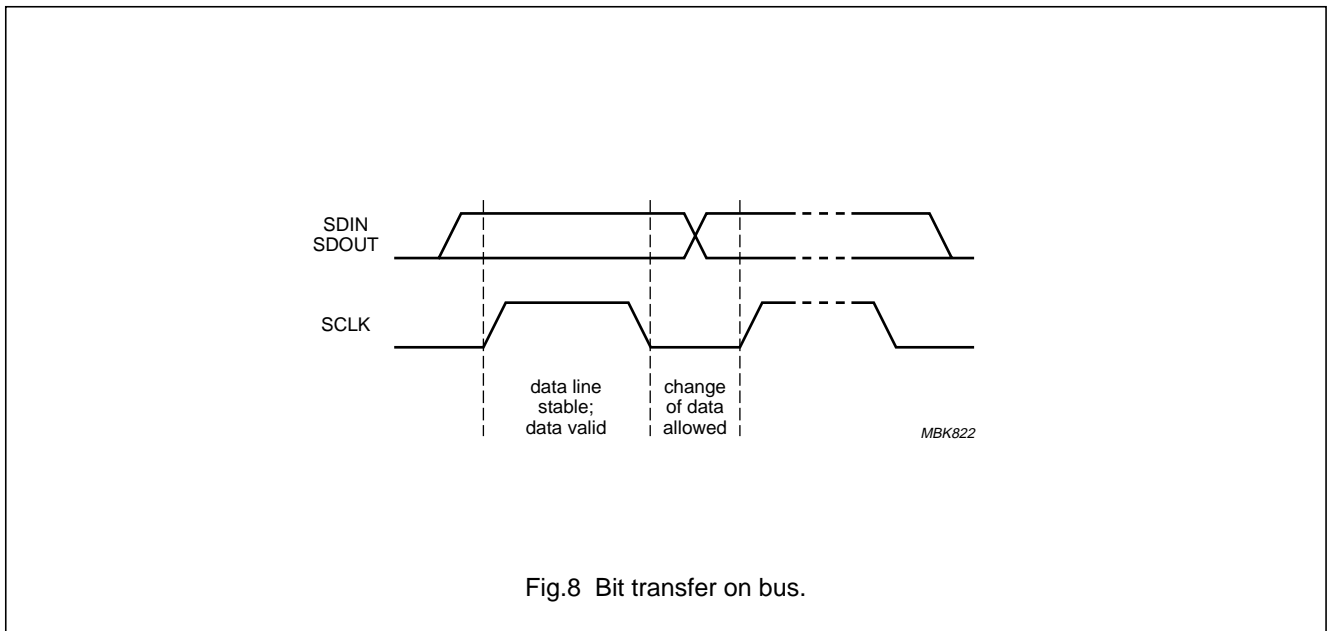 SDIN
SDOUT
SCLK
data line
stable;
data valid
change
of data
allowed
MBK822
Fig.8 Bit transfer on bus.